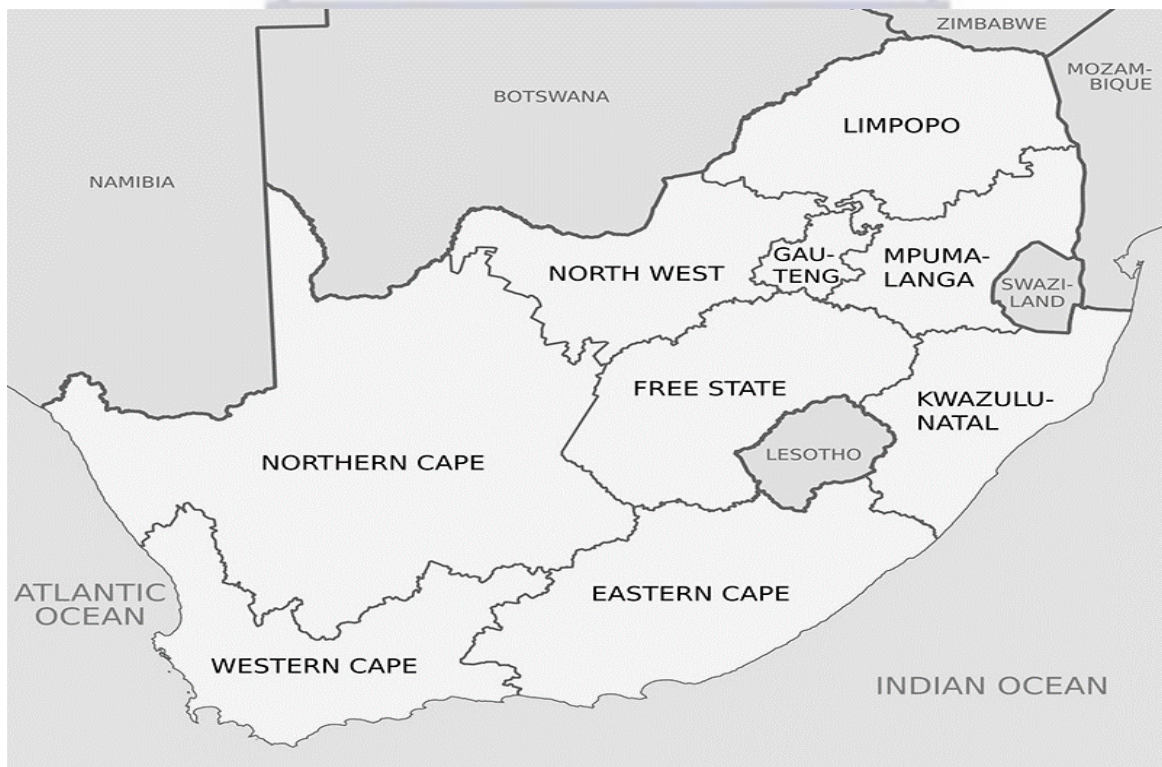 ZIMBABWE
MOZAM-
BIQUE
BOTSWANA
LIMPOPO
NAMIBIA
NORTH WEST
GAU-
TENG
MPUMA-
LANGA
SWAZI-
LAND
FREE STATE
KWAZULU-
NATAL
NORTHERN CAPE
LESOTHO
ATLANTIC
OCEAN
EASTERN CAPE
WESTERN CAPE
INDIAN OCEAN